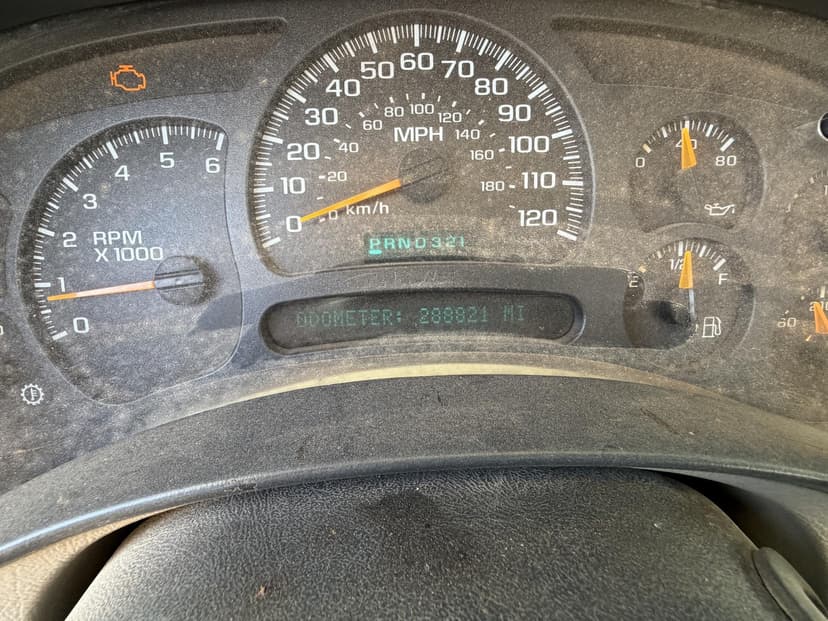 0 1 2 3 4 5 6
RPM
X1000
0 10 20 30 40 50 60 70 80 90 100 110 120
0 20 40 60 80 100 120 140 160 180
MPH
km/h
PRND321
ODOMETER: 288821 MI
0 40 80
E 1/2 F